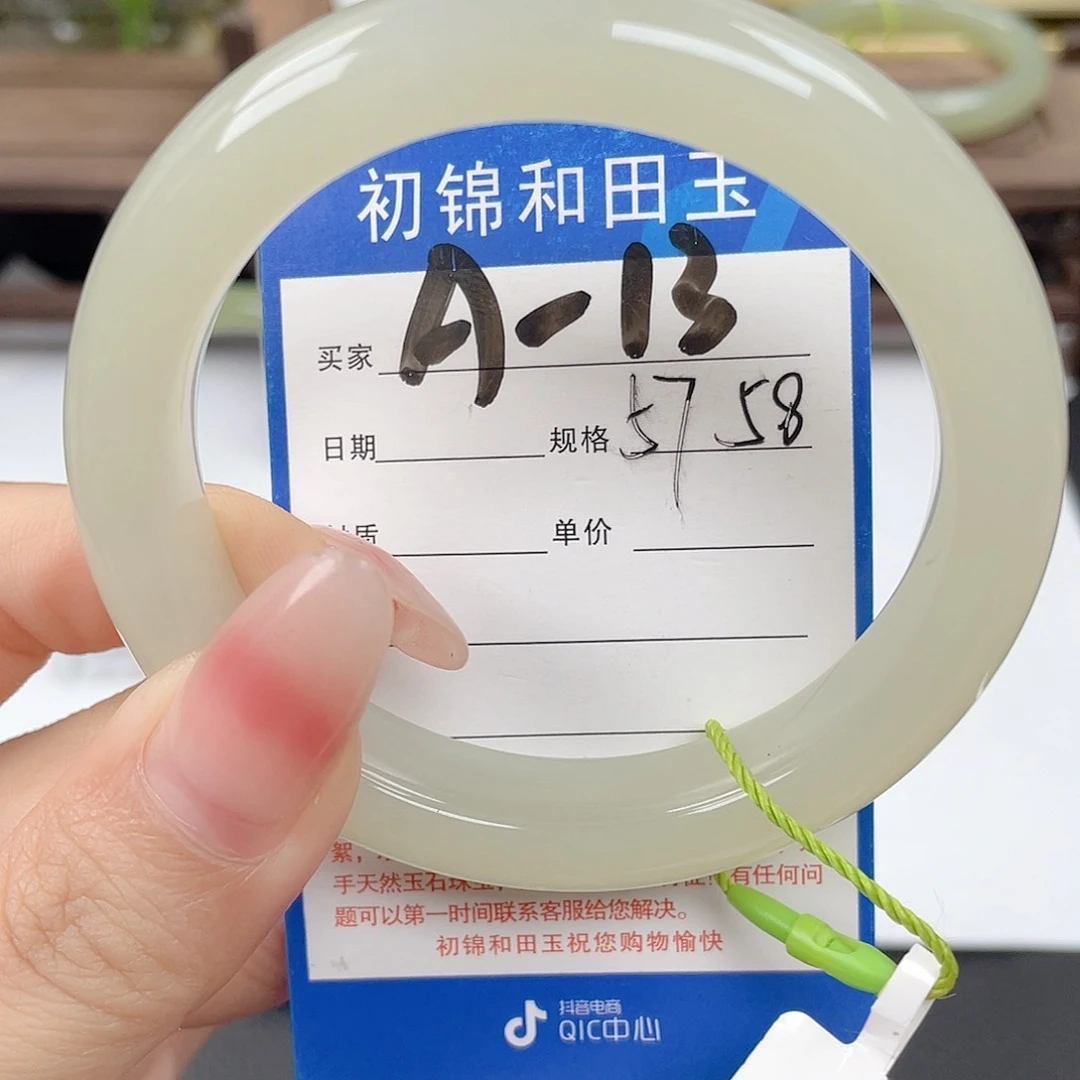 初锦和田玉
买家 A-13
日期 规格 57 58
质 单价
絮，
手天然玉石珠宝， 有任何问
题可以第一时间联系客服给您解决。
初锦和田玉祝您购物愉快
抖音电商
QIC中心